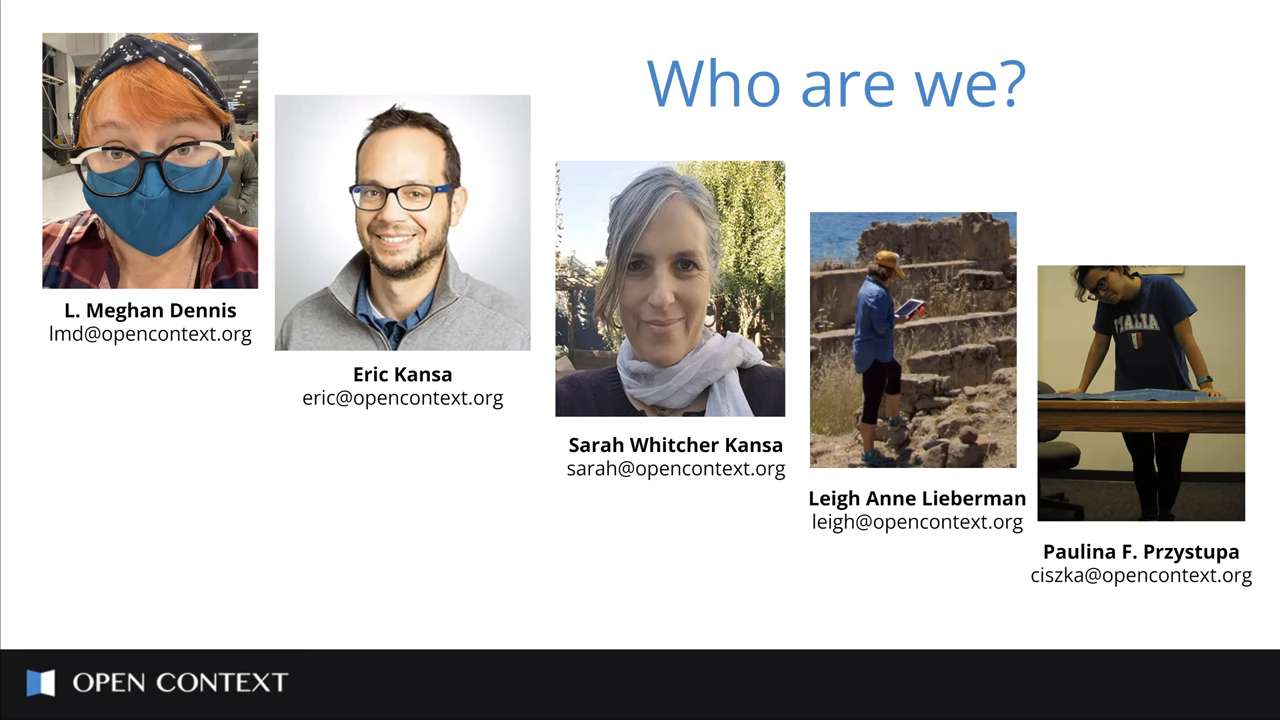 Who are we?
L. Meghan Dennis
lmd@opencontext.org
Eric Kansa
eric@opencontext.org
Sarah Whitcher Kansa
sarah@opencontext.org
Leigh Anne Lieberman
leigh@opencontext.org
ITALIA
Paulina F. Przystupa
ciszka@opencontext.org
OPEN CONTEXT